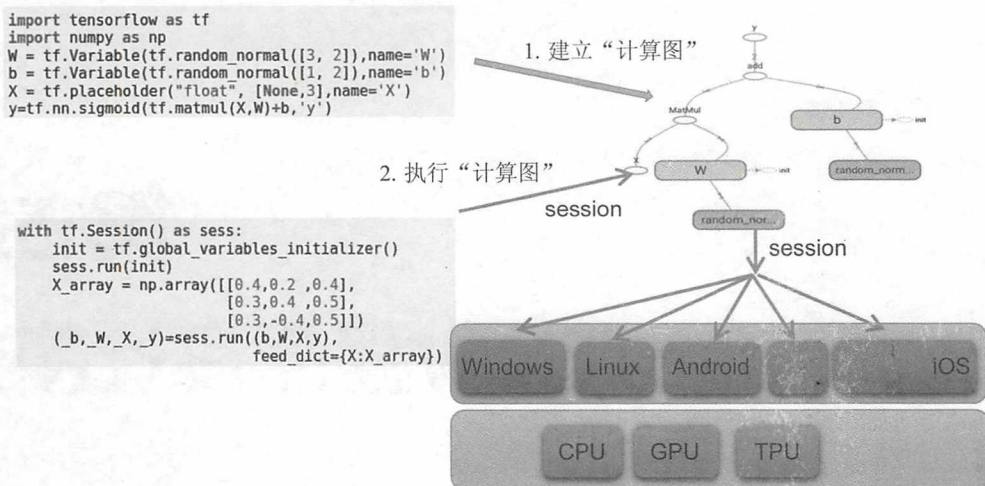 import tensorflow as tf
import numpy as np
W = tf.Variable(tf.random_normal([3, 2]),name='W')
b = tf.Variable(tf.random_normal([1, 2]),name='b')
X = tf.placeholder("float", [None,3],name='X')
y=tf.nn.sigmoid(tf.matmul(X,W)+b,'y')
1. 建立“计算图”
y
add
MatMul
b
init
X
W
init
random_norm...
random_nor...
2. 执行“计算图”
session
with tf.Session() as sess:
    init = tf.global_variables_initializer()
    sess.run(init)
    X_array = np.array([[0.4,0.2 ,0.4],
                        [0.3,0.4 ,0.5],
                        [0.3,-0.4,0.5]])
    (_b,_W,_X,_y)=sess.run((b,W,X,y),
                           feed_dict={X:X_array})
session
Windows
Linux
Android
iOS
CPU
GPU
TPU